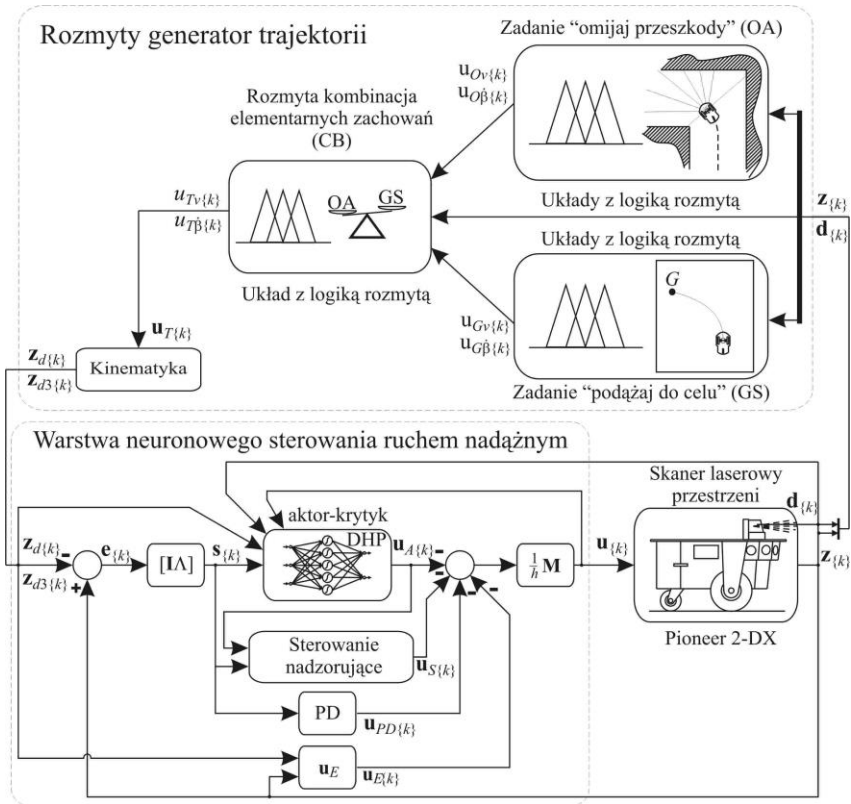 Rozmyty generator trajektorii
Zadanie “omijaj przeszkody” (OA)
u_{Ov{k}}
u_{Oβ̇{k}}
Rozmyta kombinacja
elementarnych zachowań
(CB)
OA
GS
u_{Tv{k}}
u_{Tβ̇{k}}
Układy z logiką rozmytą
z_{{k}}
d_{{k}}
Układy z logiką rozmytą
Układ z logiką rozmytą
G
u_{Gv{k}}
u_{Gβ̇{k}}
u_{T{k}}
z_{d{k}}
z_{d3{k}}
Kinematyka
Zadanie “podążaj do celu” (GS)
Warstwa neuronowego sterowania ruchem nadążnym
Skaner laserowy
przestrzeni
d_{{k}}
aktor-krytyk
DHP
z_{d{k}}
-
e_{{k}}
[IΛ]
s_{{k}}
u_{A{k}}
-
-
-
-
1/h M
u_{{k}}
z_{{k}}
z_{d3{k}}
+
Sterowanie
nadzorujące
u_{S{k}}
Pioneer 2-DX
PD
u_{PD{k}}
u_E
u_{E{k}}